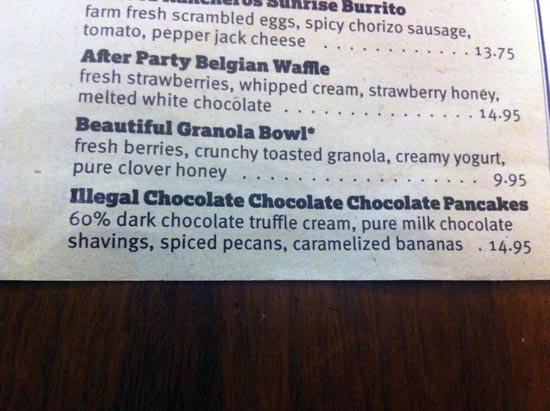 Sunrise Burrito
farm fresh scrambled eggs, spicy chorizo sausage,
tomato, pepper jack cheese . . . . . . . . . . . . . 13.75
After Party Belgian Waffle
fresh strawberries, whipped cream, strawberry honey,
melted white chocolate . . . . . . . . . . . . . . . . 14.95
Beautiful Granola Bowl*
fresh berries, crunchy toasted granola, creamy yogurt,
pure clover honey . . . . . . . . . . . . . . . . . . . 9.95
Illegal Chocolate Chocolate Chocolate Pancakes
60% dark chocolate truffle cream, pure milk chocolate
shavings, spiced pecans, caramelized bananas . 14.95